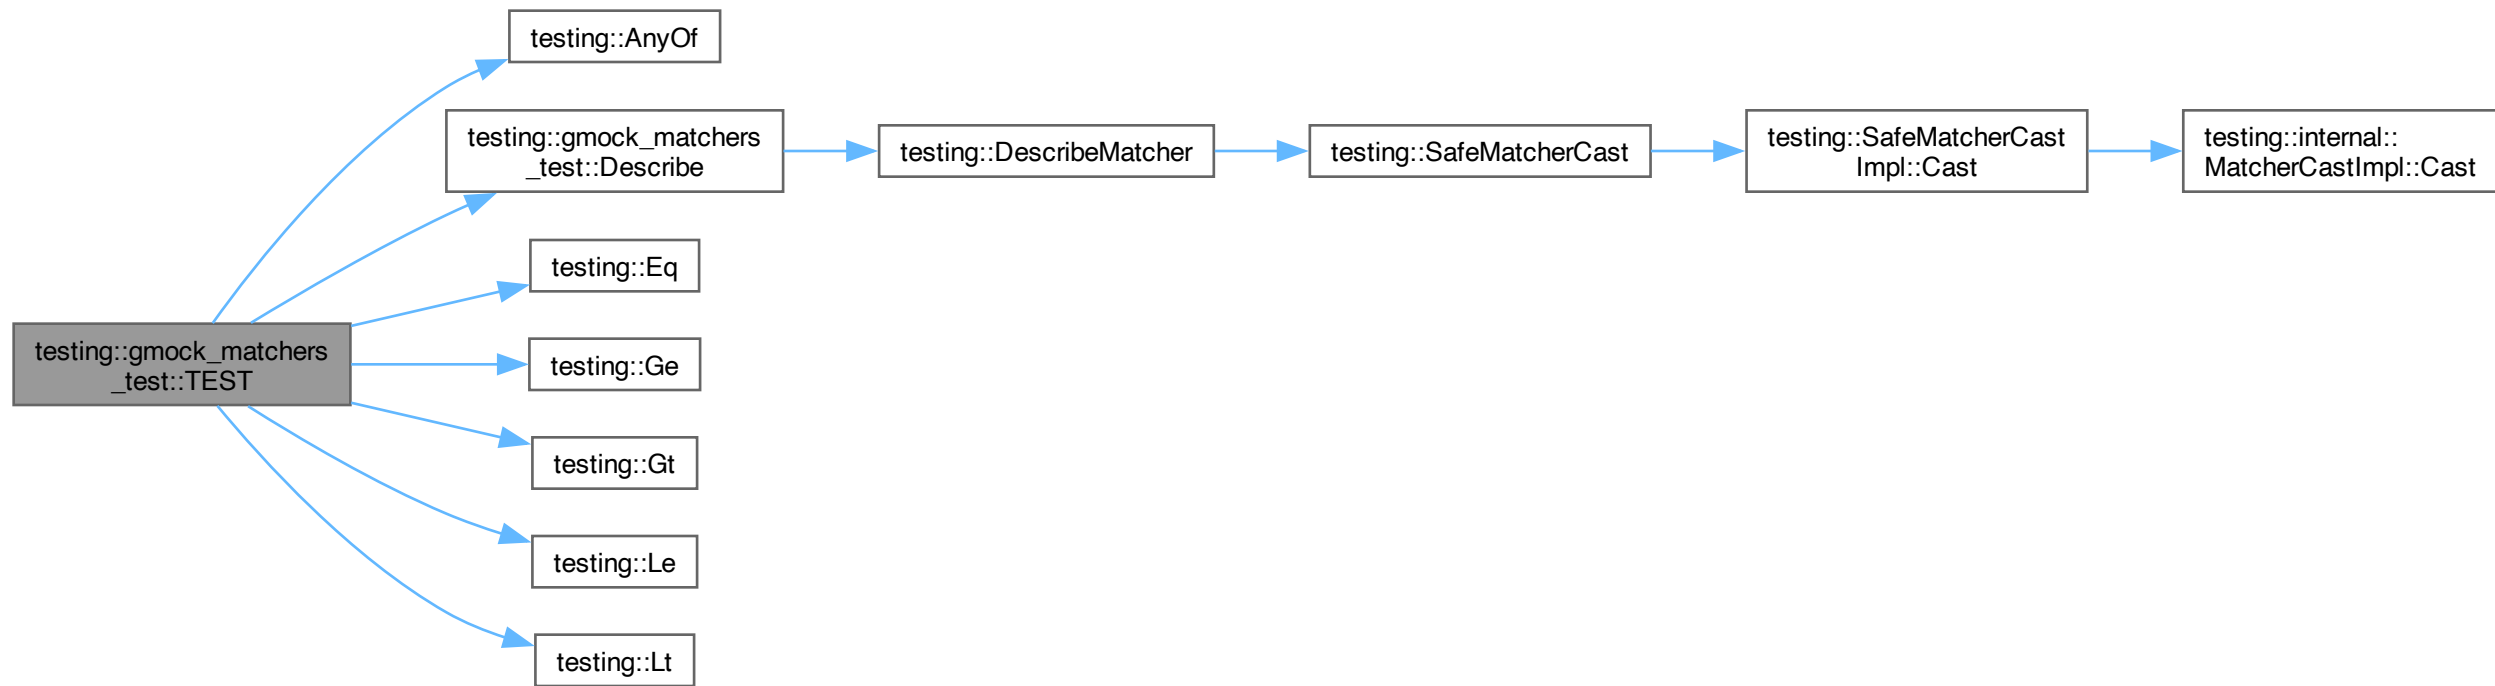 testing::AnyOf
testing::gmock_matchers
_test::Describe
testing::DescribeMatcher
testing::SafeMatcherCast
testing::SafeMatcherCast
Impl::Cast
testing::internal::
MatcherCastImpl::Cast
testing::Eq
testing::gmock_matchers
_test::TEST
testing::Ge
testing::Gt
testing::Le
testing::Lt